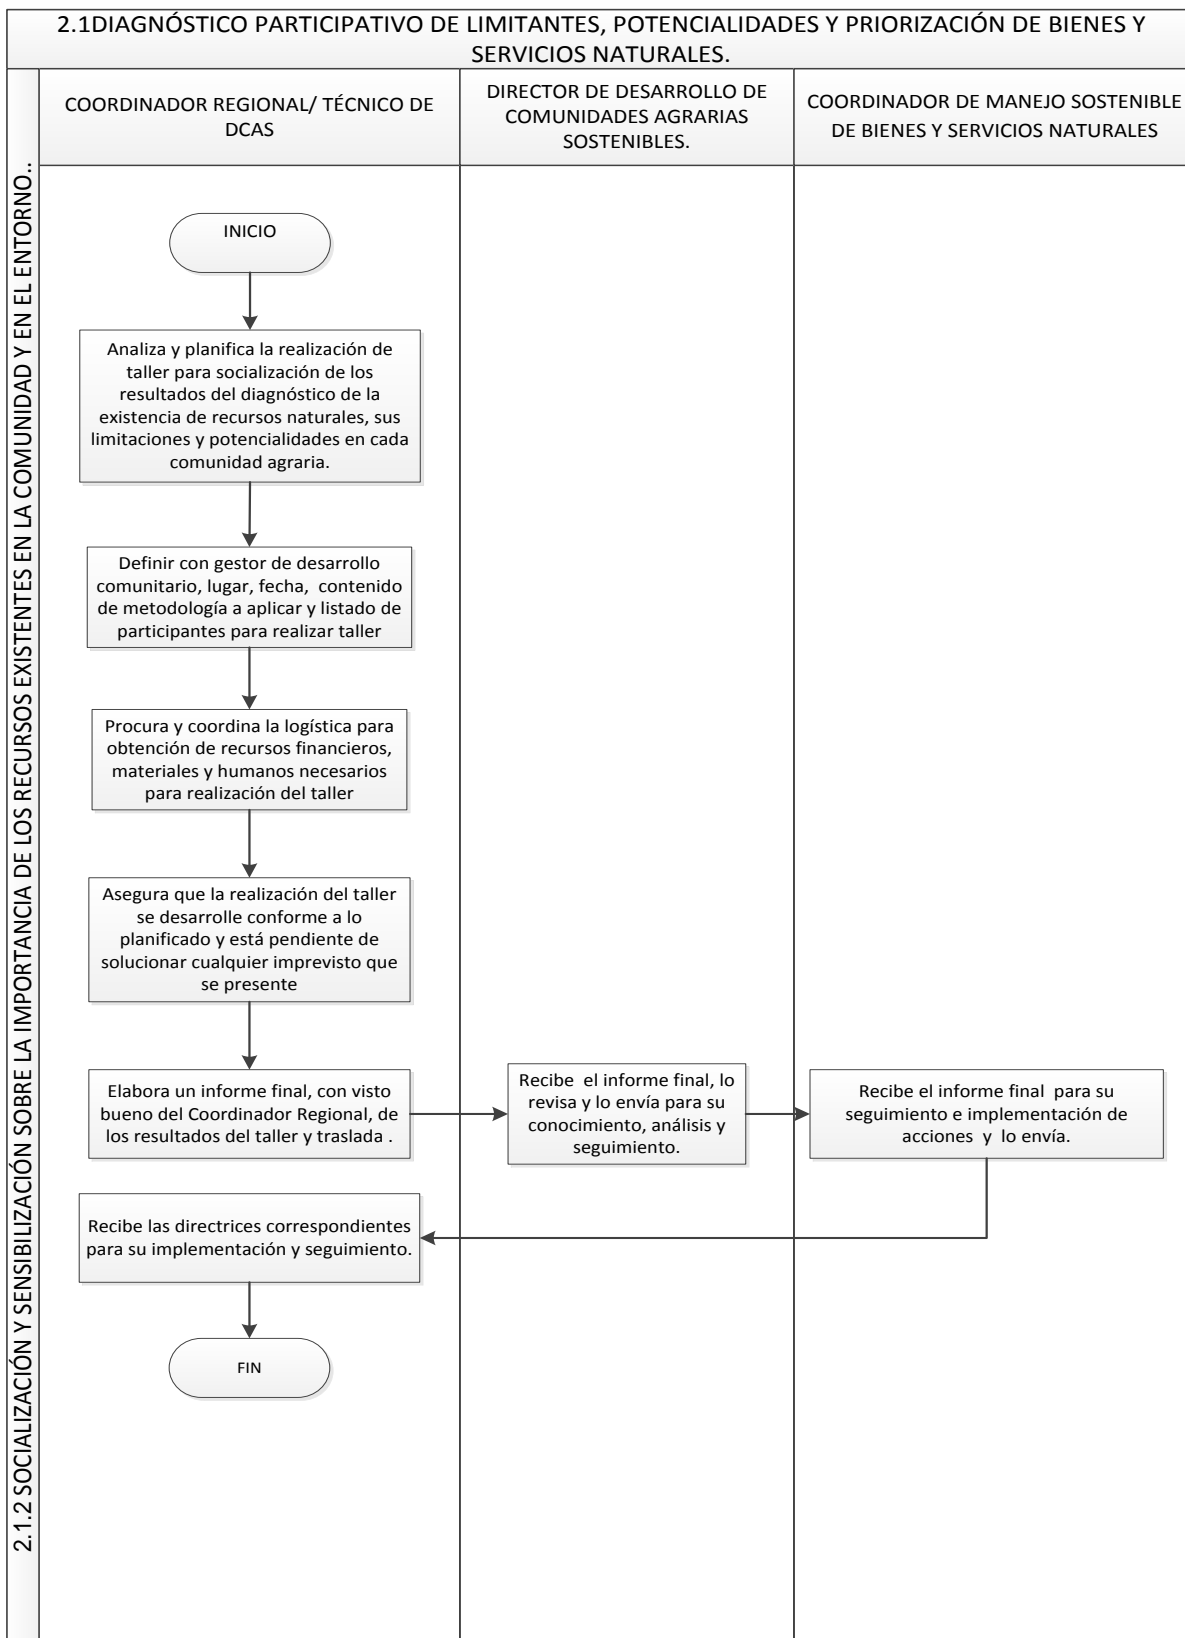 2.1DIAGNÓSTICO PARTICIPATIVO DE LIMITANTES, POTENCIALIDADES Y PRIORIZACIÓN DE BIENES Y
SERVICIOS NATURALES.
2.1.2 SOCIALIZACIÓN Y SENSIBILIZACIÓN SOBRE LA IMPORTANCIA DE LOS RECURSOS EXISTENTES EN LA COMUNIDAD Y EN EL ENTORNO..
COORDINADOR REGIONAL/ TÉCNICO DE
DCAS
DIRECTOR DE DESARROLLO DE
COMUNIDADES AGRARIAS
SOSTENIBLES.
COORDINADOR DE MANEJO SOSTENIBLE
DE BIENES Y SERVICIOS NATURALES
INICIO
Analiza y planifica la realización de
taller para socialización de los
resultados del diagnóstico de la
existencia de recursos naturales, sus
limitaciones y potencialidades en cada
comunidad agraria.
Definir con gestor de desarrollo
comunitario, lugar, fecha,  contenido
de metodología a aplicar y listado de
participantes para realizar taller
Procura y coordina la logística para
obtención de recursos financieros,
materiales y humanos necesarios
para realización del taller
Asegura que la realización del taller
se desarrolle conforme a lo
planificado y está pendiente de
solucionar cualquier imprevisto que
se presente
Elabora un informe final, con visto
bueno del Coordinador Regional, de
los resultados del taller y traslada .
Recibe  el informe final, lo
revisa y lo envía para su
conocimiento, análisis y
seguimiento.
Recibe el informe final  para su
seguimiento e implementación de
acciones  y  lo envía.
Recibe las directrices correspondientes
para su implementación y seguimiento.
FIN